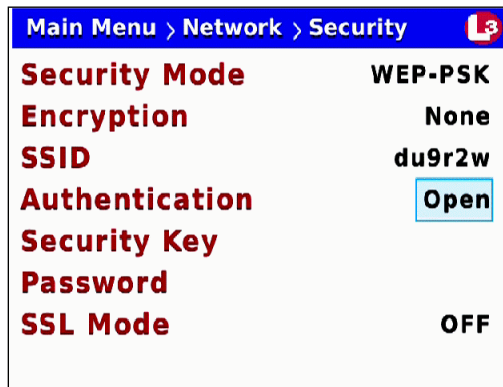 Main Menu > Network > Security L3
Security Mode WEP-PSK
Encryption None
SSID du9r2w
Authentication Open
Security Key
Password
SSL Mode OFF